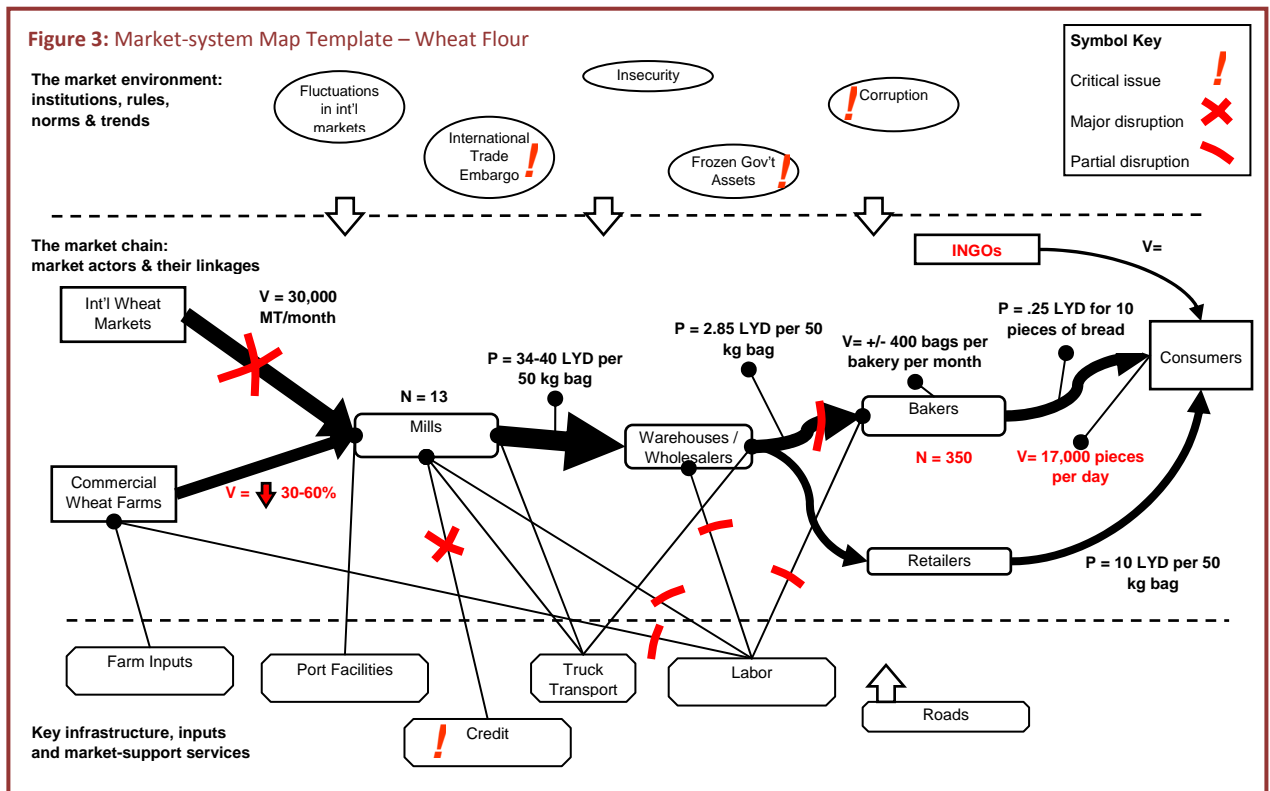 Figure 3: Market-system Map Template – Wheat Flour
Symbol Key
Critical issue
Major disruption
Partial disruption
The market environment:
institutions, rules,
norms & trends
Fluctuations
in int'l
markets
International
Trade
Embargo
Insecurity
Frozen Gov't
Assets
Corruption
The market chain:
market actors & their linkages
INGOs
V=
Int'l Wheat
Markets
V = 30,000
MT/month
P = 34-40 LYD per
50 kg bag
P = 2.85 LYD per 50
kg bag
V= +/- 400 bags per
bakery per month
P = .25 LYD for 10
pieces of bread
Consumers
N = 13
Mills
Warehouses /
Wholesalers
Bakers
N = 350
V= 17,000 pieces
per day
Commercial
Wheat Farms
V = 30-60%
Retailers
P = 10 LYD per 50
kg bag
Farm Inputs
Port Facilities
Truck
Transport
Labor
Credit
Roads
Key infrastructure, inputs
and market-support services